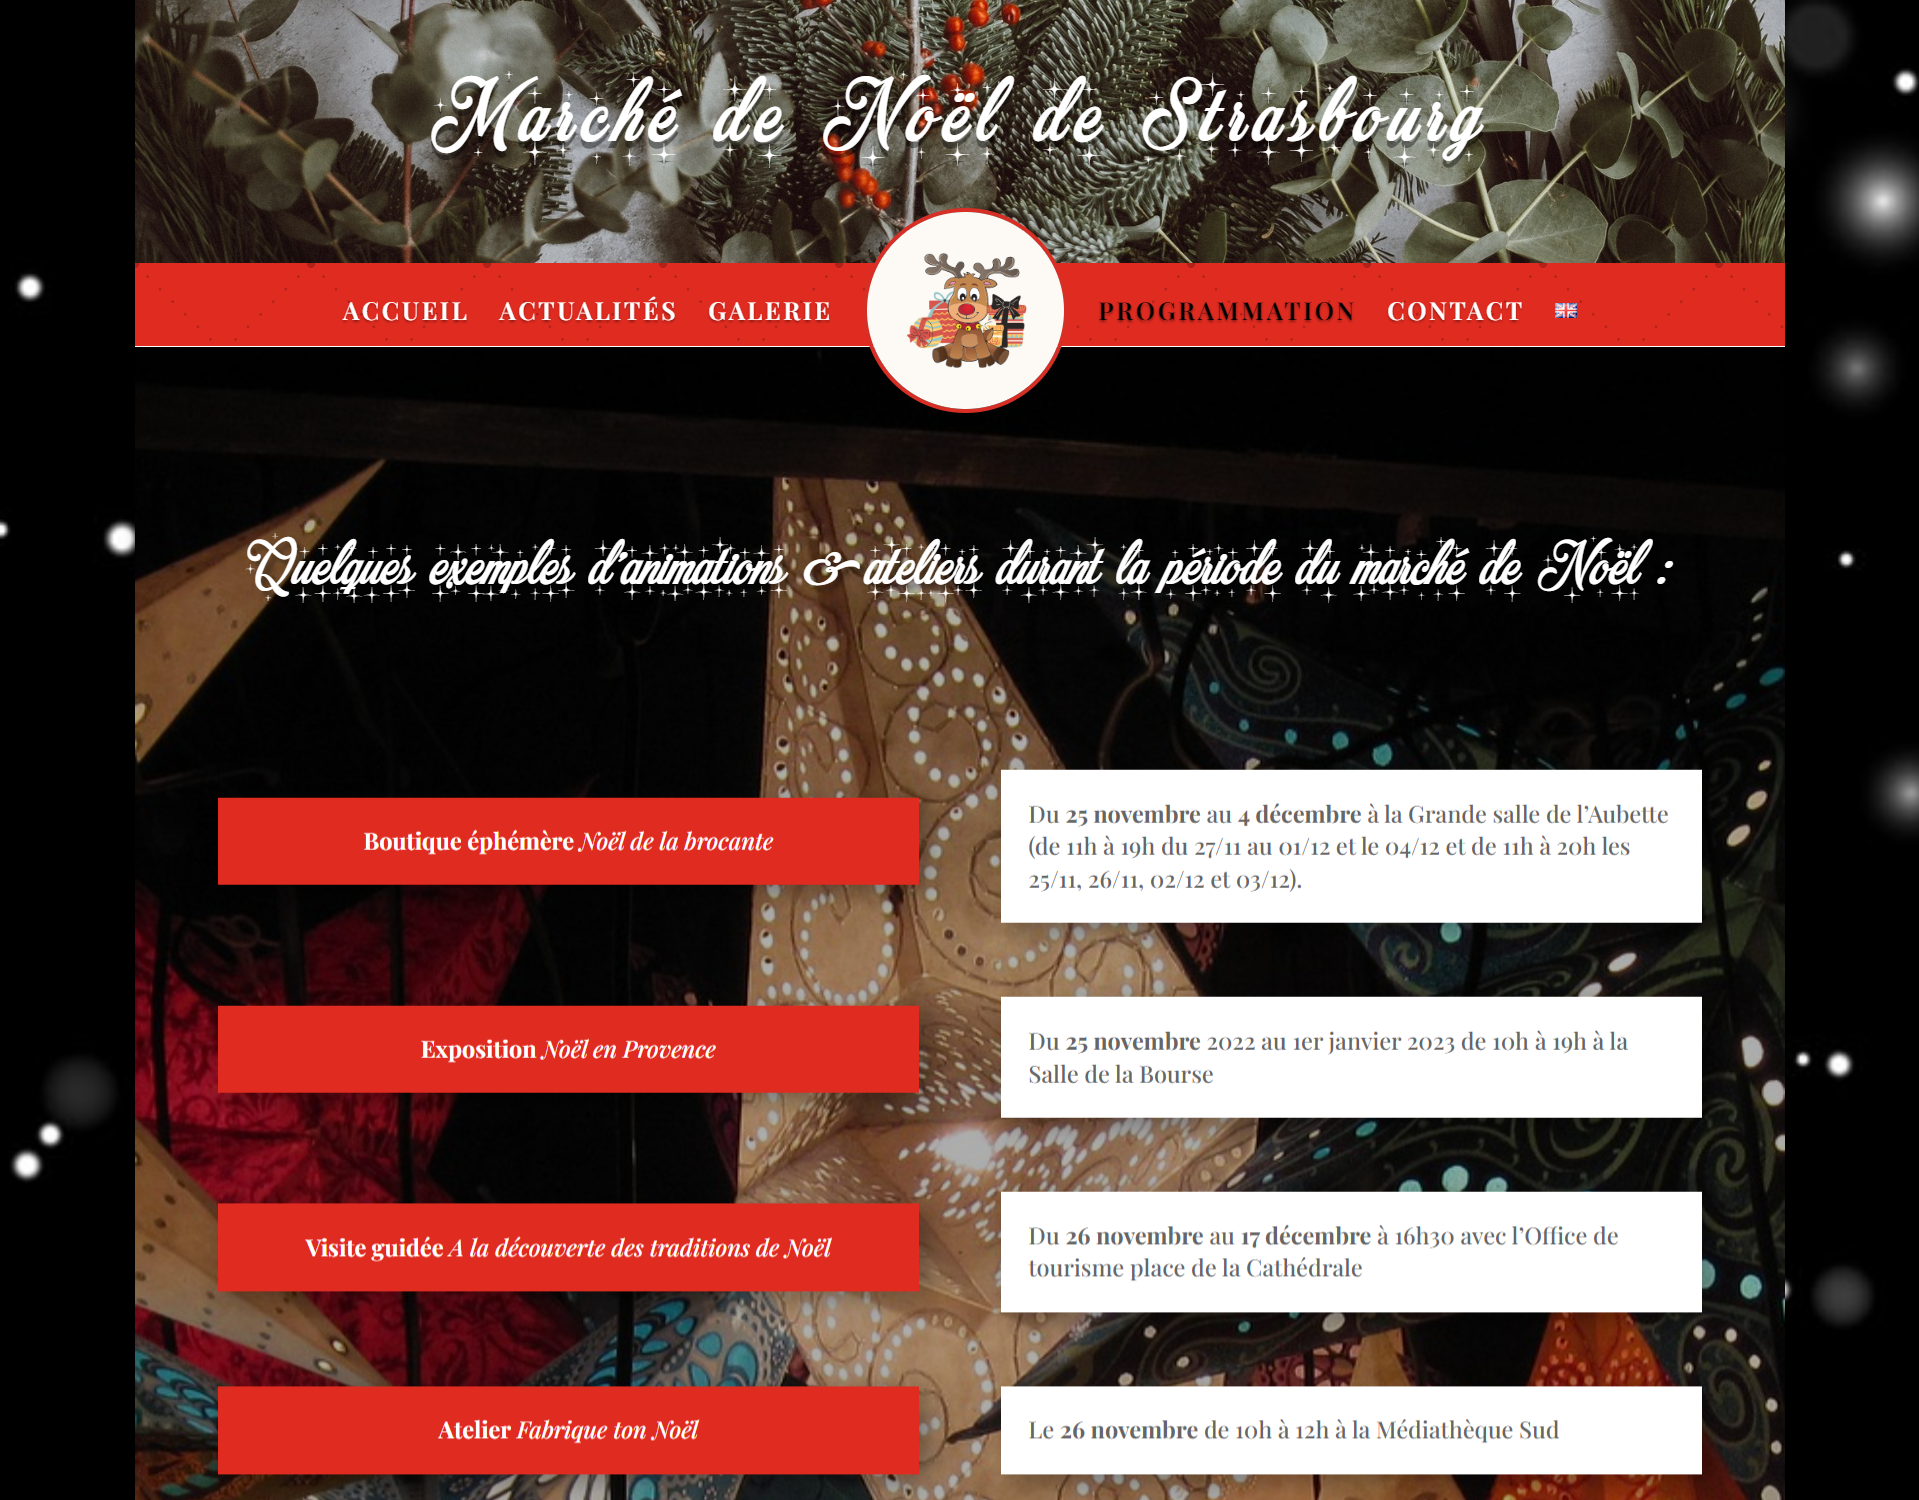 Marché de Noël de Strasbourg
ACCUEIL ACTUALITÉS GALERIE PROGRAMMATION CONTACT
Quelques exemples d'animations & ateliers durant la période du marché de Noël :
Boutique éphémère Noël de la brocante
Du 25 novembre au 4 décembre à la Grande salle de l’Aubette
(de 11h à 19h du 27/11 au 01/12 et le 04/12 et de 11h à 20h les
25/11, 26/11, 02/12 et 03/12).
Exposition Noël en Provence
Du 25 novembre 2022 au 1er janvier 2023 de 10h à 19h à la
Salle de la Bourse
Visite guidée A la découverte des traditions de Noël
Du 26 novembre au 17 décembre à 16h30 avec l’Office de
tourisme place de la Cathédrale
Atelier Fabrique ton Noël
Le 26 novembre de 10h à 12h à la Médiathèque Sud